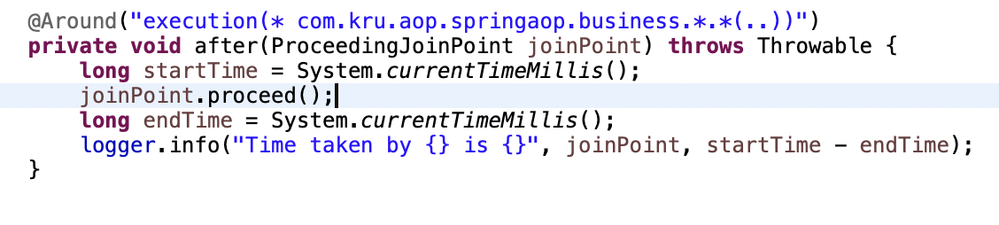 @Around("execution(* com.kru.aop.springaop.business.*.*(..))")
private void after(ProceedingJoinPoint joinPoint) throws Throwable {
    long startTime = System.currentTimeMillis();
    joinPoint.proceed();
    long endTime = System.currentTimeMillis();
    logger.info("Time taken by {} is {}", joinPoint, startTime - endTime);
}